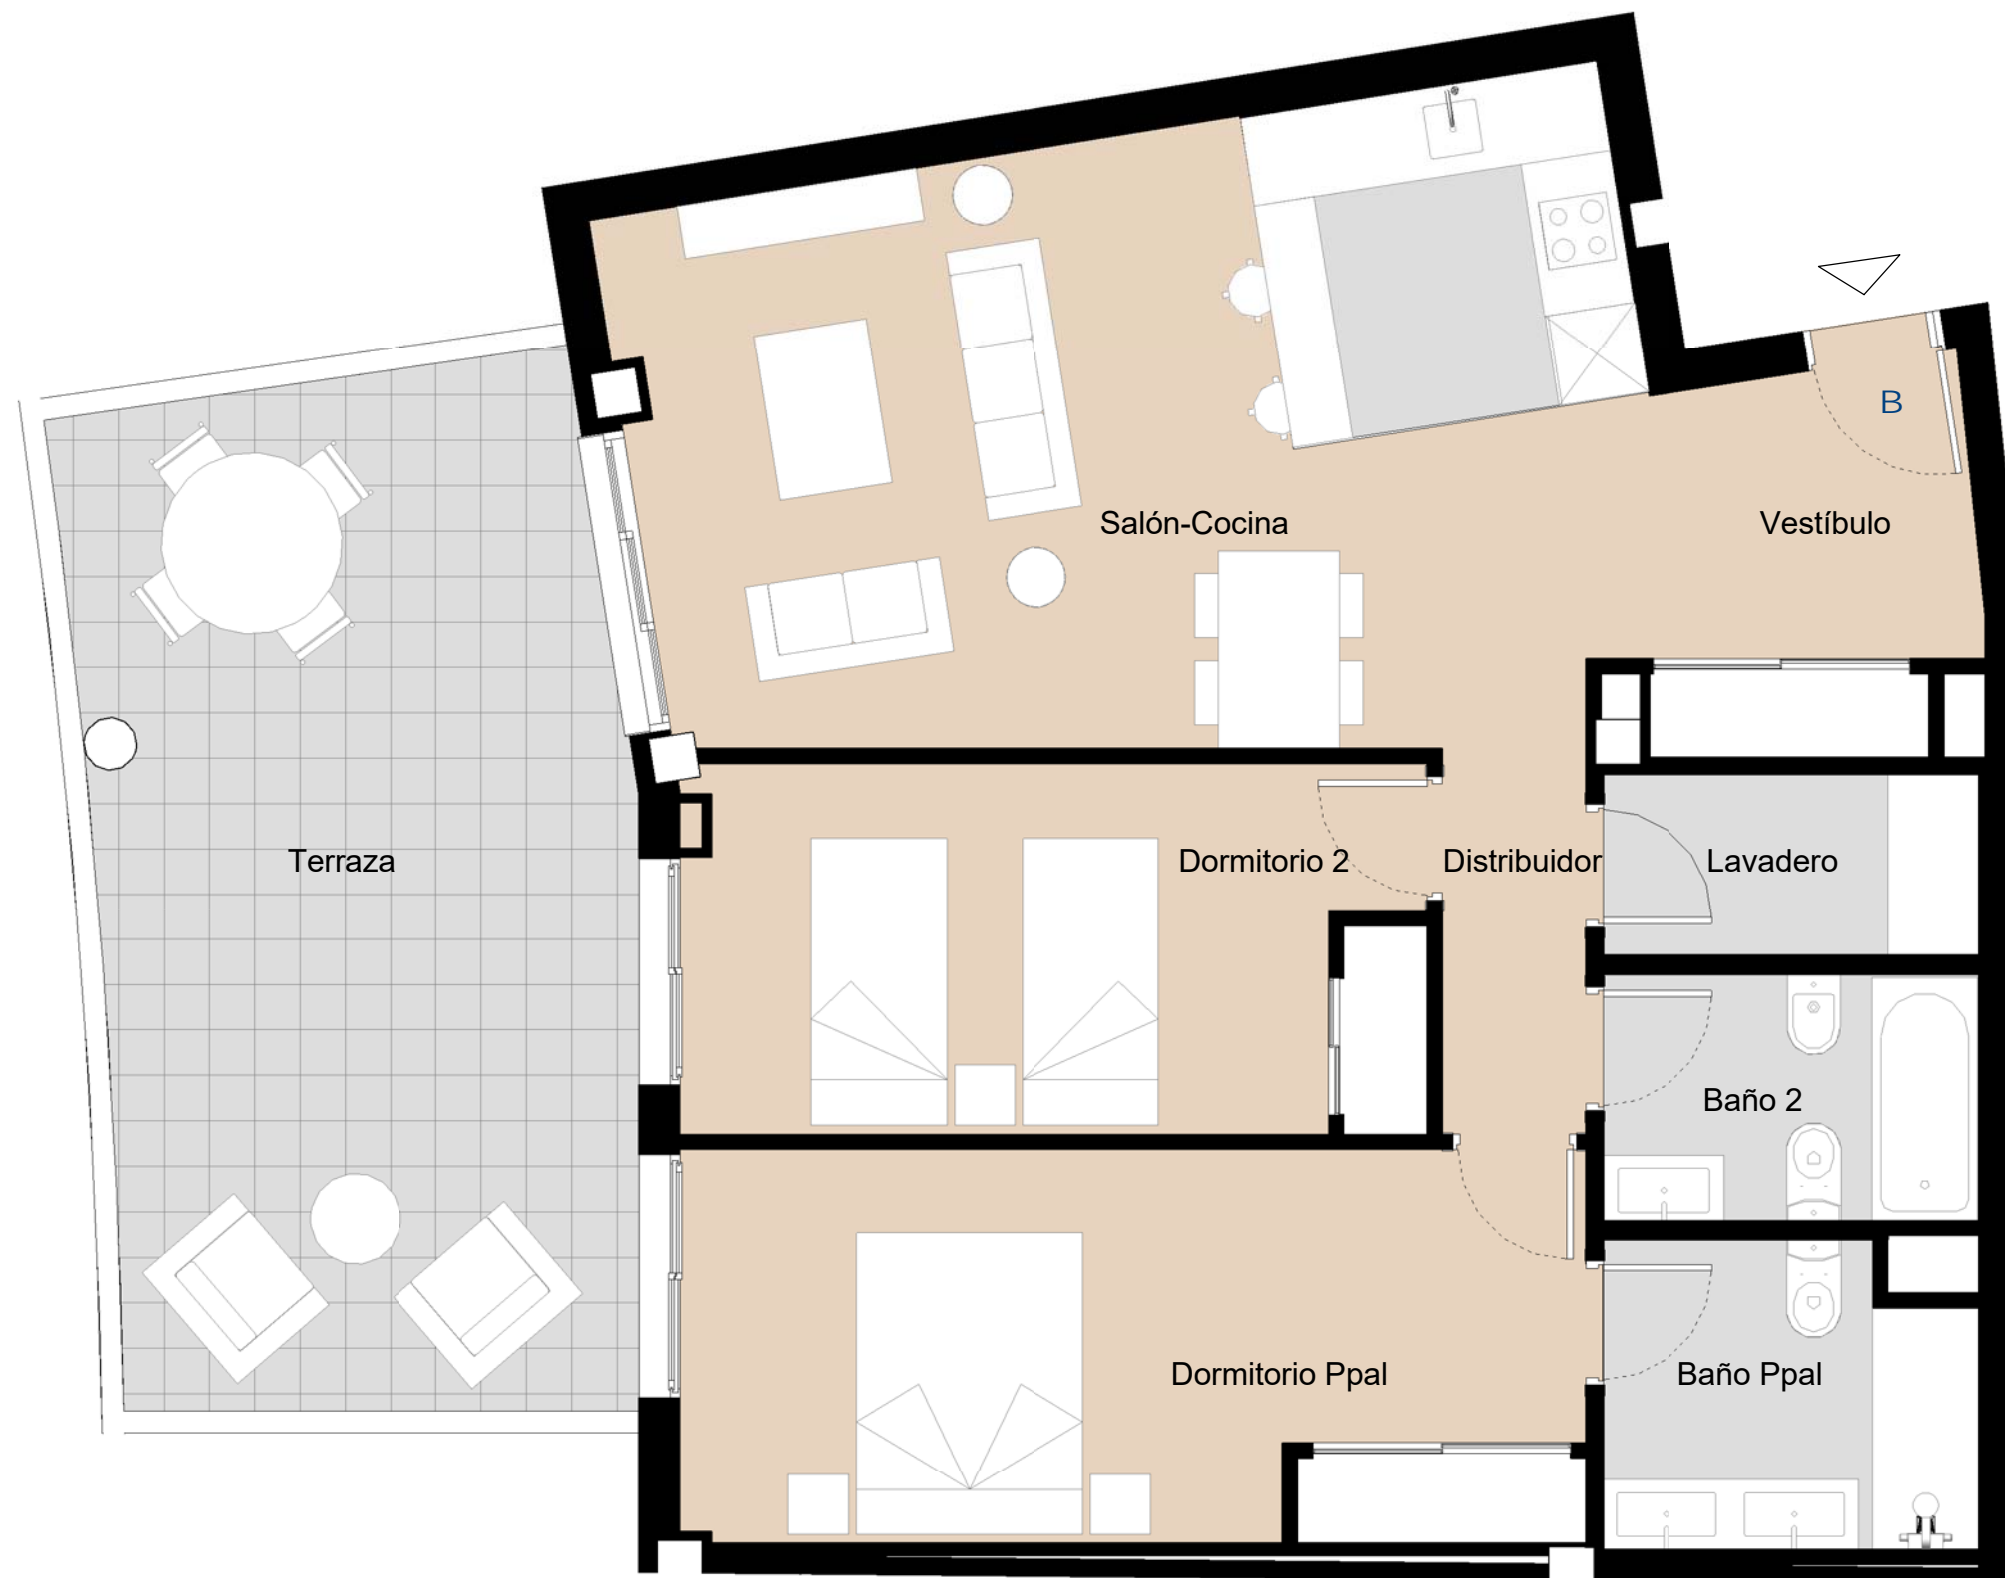 B
Salón-Cocina
Vestíbulo
Terraza
Dormitorio 2
Distribuidor
Lavadero
Baño 2
Dormitorio Ppal
Baño Ppal